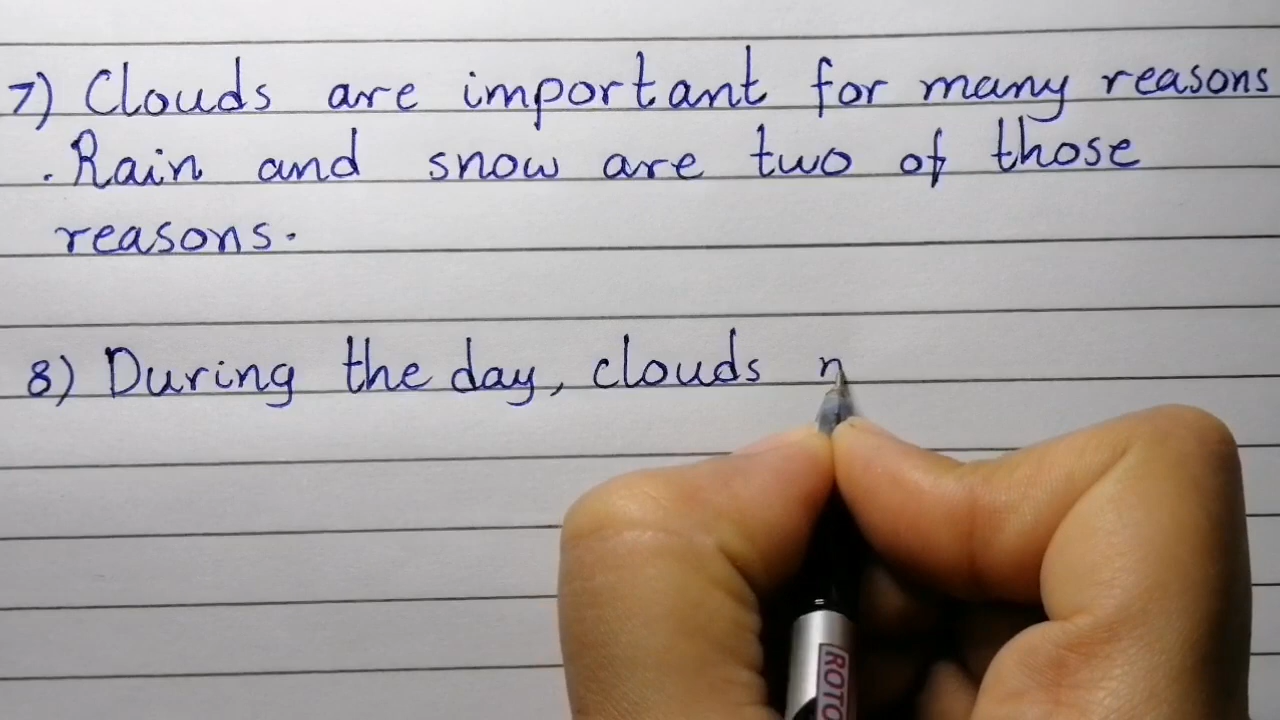 7) Clouds are important for many reasons
. Rain and snow are two of those
reasons.
8) During the day, clouds
ROTO